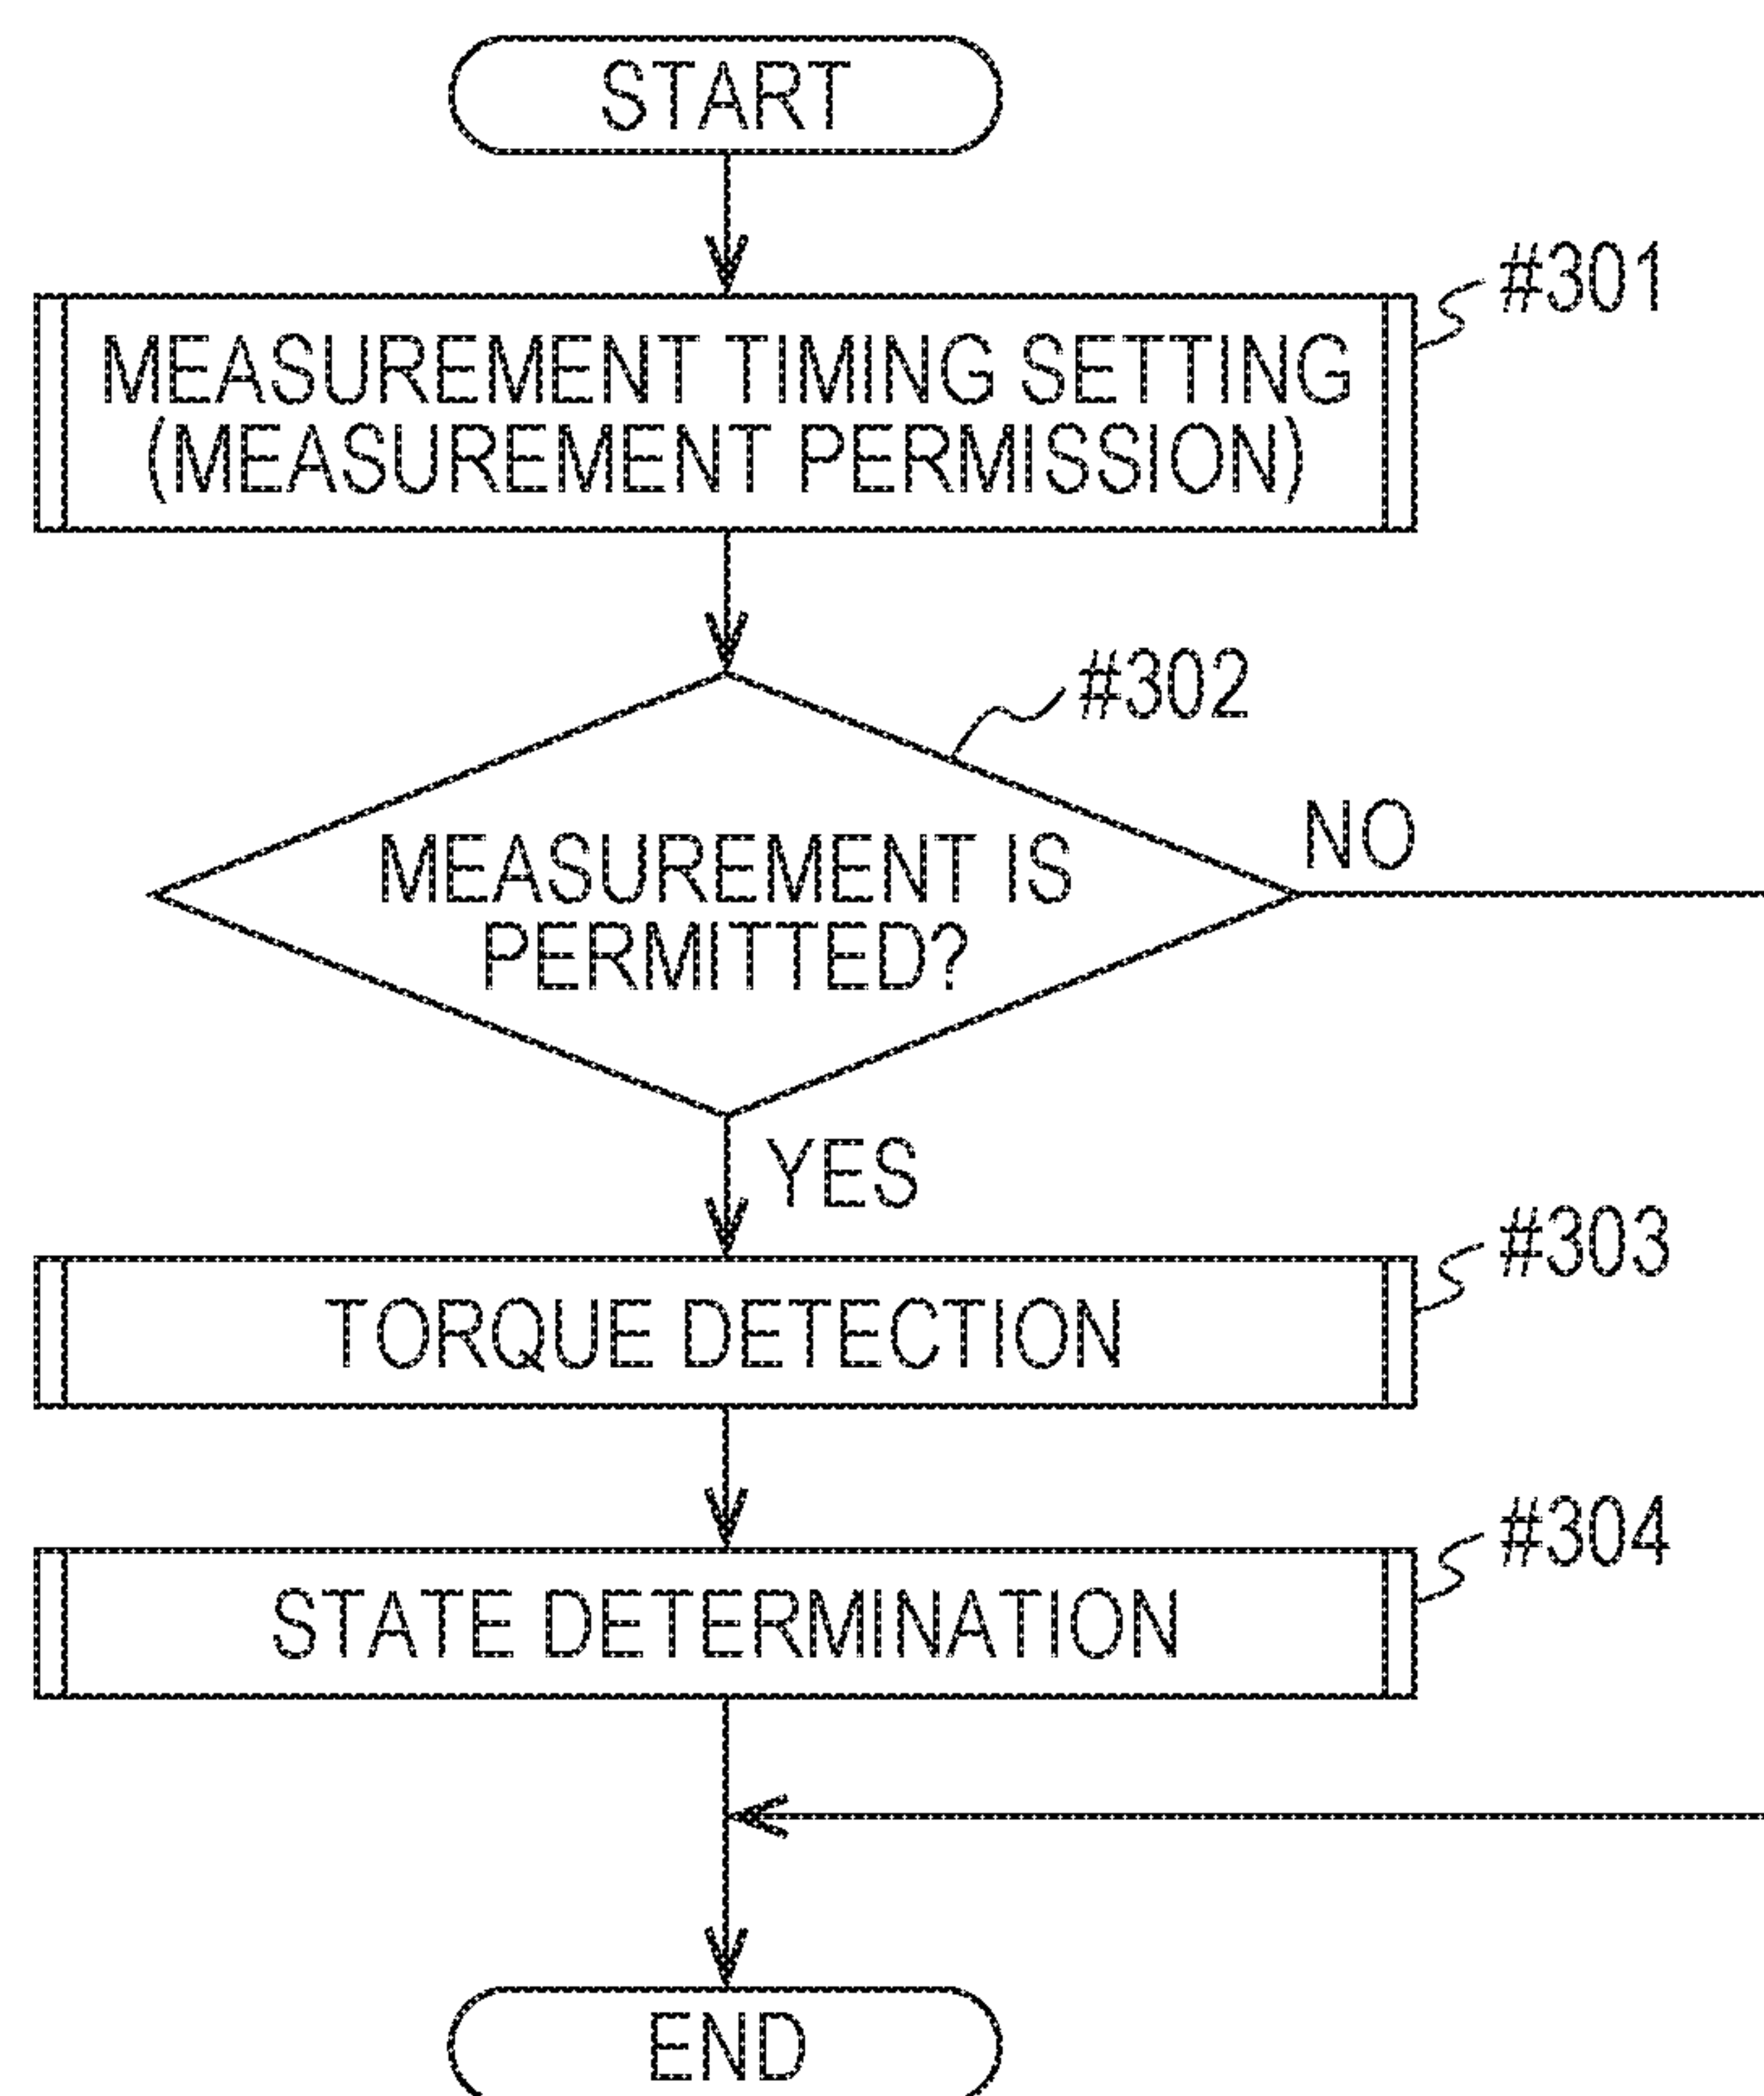 START
#301
MEASUREMENT TIMING SETTING
(MEASUREMENT PERMISSION)
#302
MEASUREMENT IS
PERMITTED?
NO
YES
#303
TORQUE DETECTION
#304
STATE DETERMINATION
END